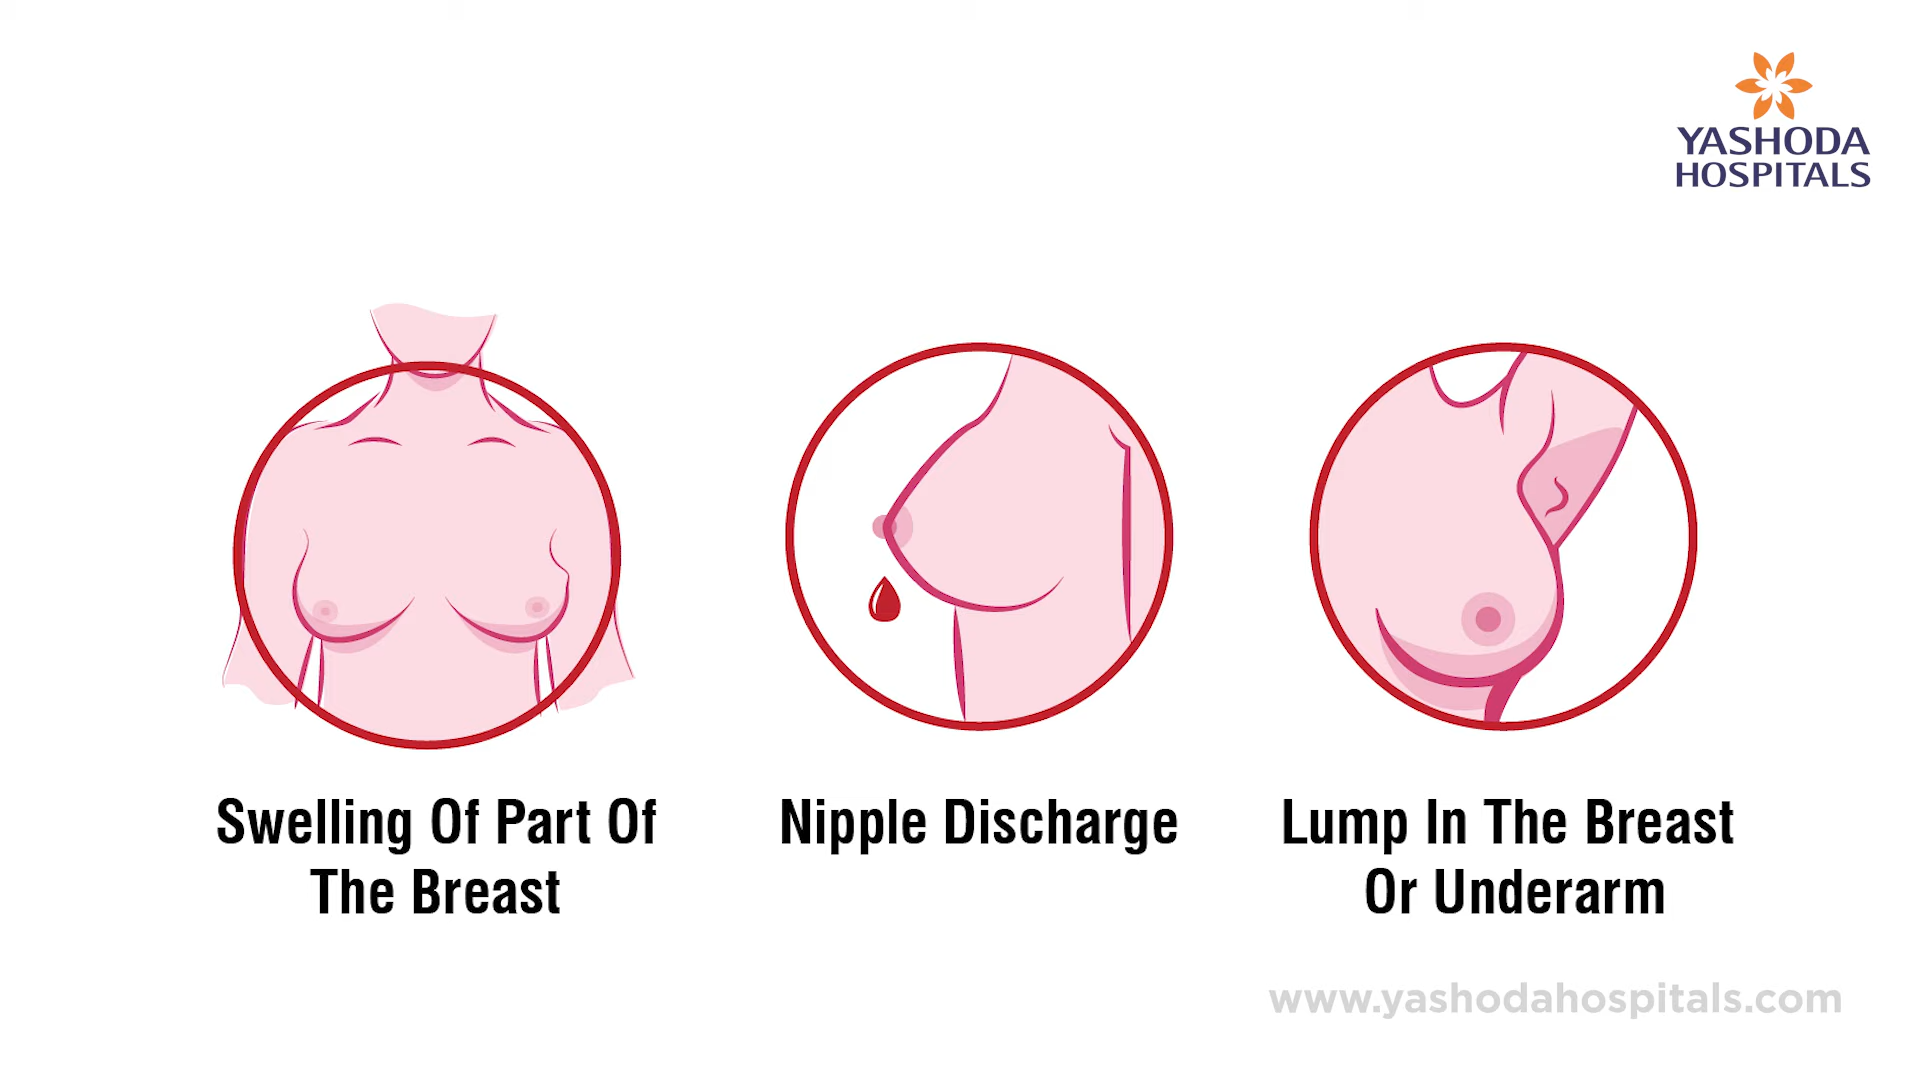 YASHODA
HOSPITALS
Swelling Of Part Of
The Breast
Nipple Discharge
Lump In The Breast
Or Underarm
www.yashodahospitals.com